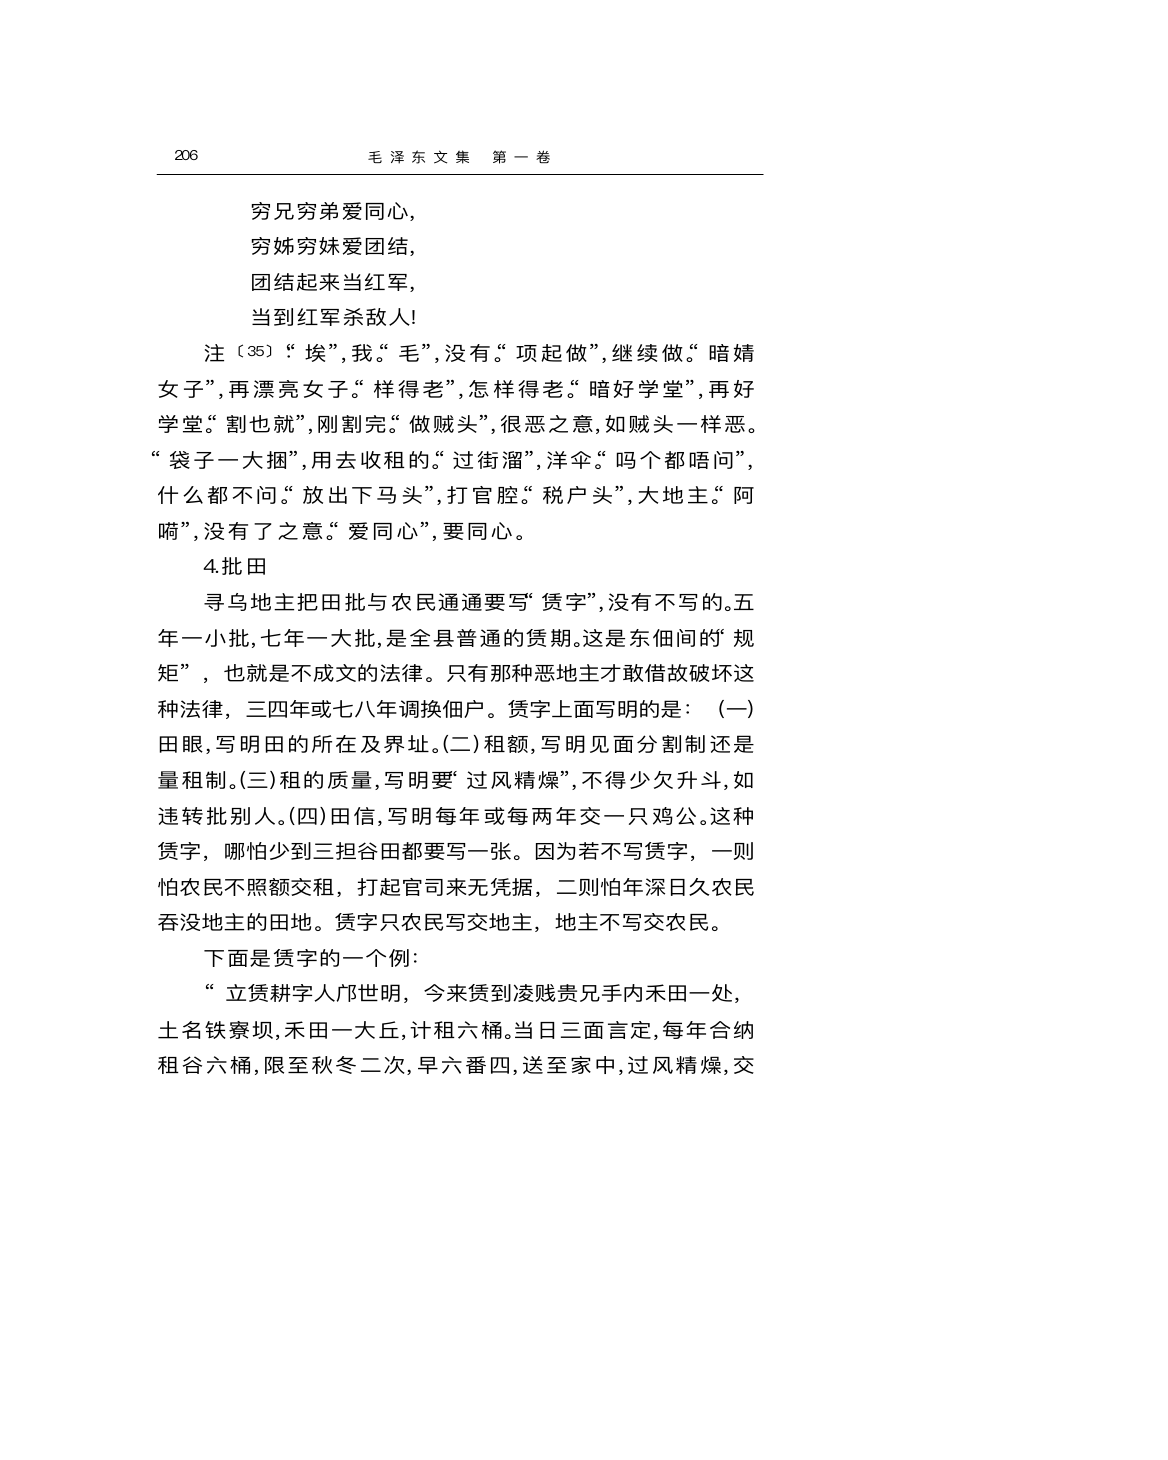 206 毛泽东文集 第一卷
穷兄穷弟爱同心,
穷姊穷妹爱团结,
团结起来当红军,
当到红军杀敌人!
注〔35〕:“埃”,我。“毛”,没有。“项起做”,继续做。“暗婧
女子”,再漂亮女子。“样得老”,怎样得老。“暗好学堂”,再好
学堂。“割也就”,刚割完。“做贼头”,很恶之意,如贼头一样恶。
“袋子一大捆”,用去收租的。“过街溜”,洋伞。“吗个都唔问”,
什么都不问。“放出下马头”,打官腔。“税户头”,大地主。“阿
嗬”,没有了之意。“爱同心”,要同心。
4.批田
寻乌地主把田批与农民通通要写“赁字”,没有不写的。五
年一小批,七年一大批,是全县普通的赁期。这是东佃间的“规
矩”，也就是不成文的法律。只有那种恶地主才敢借故破坏这
种法律，三四年或七八年调换佃户。赁字上面写明的是：(一)
田眼,写明田的所在及界址。(二)租额,写明见面分割制还是
量租制。(三)租的质量,写明要“过风精燥”,不得少欠升斗,如
违转批别人。(四)田信,写明每年或每两年交一只鸡公。这种
赁字，哪怕少到三担谷田都要写一张。因为若不写赁字，一则
怕农民不照额交租，打起官司来无凭据，二则怕年深日久农民
吞没地主的田地。赁字只农民写交地主，地主不写交农民。
下面是赁字的一个例：
“立赁耕字人邝世明，今来赁到凌贱贵兄手内禾田一处，
土名铁寮坝,禾田一大丘,计租六桶。当日三面言定,每年合纳
租谷六桶,限至秋冬二次,早六番四,送至家中,过风精燥,交